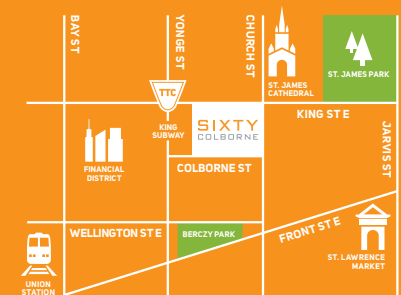 BAY ST
YONGE ST
CHURCH ST
ST. JAMES
CATHEDRAL
ST. JAMES PARK
TTC
KING
SUBWAY
SIXTY
COLBORNE
KING ST E
JARVIS ST
FINANCIAL
DISTRICT
COLBORNE ST
WELLINGTON ST E
BERCZY PARK
FRONT ST E
ST. LAWRENCE
MARKET
UNION
STATION